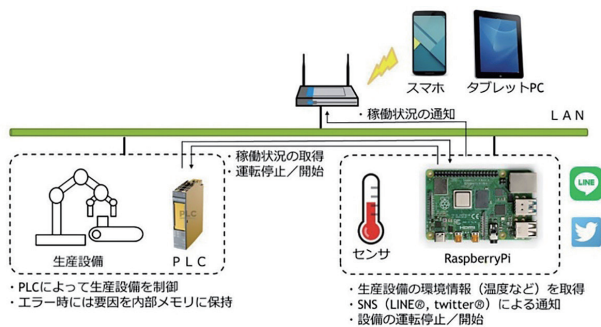 スマホ
タブレットPC
・稼働状況の通知
LAN
・稼働状況の取得
・運転停止／開始
PLC
生産設備
PLC
センサ
RaspberryPi
LINE
・PLCによって生産設備を制御
・エラー時には要因を内部メモリに保持
・生産設備の環境情報（温度など）を取得
・SNS（LINE®, twitter®）による通知
・設備の運転停止／開始